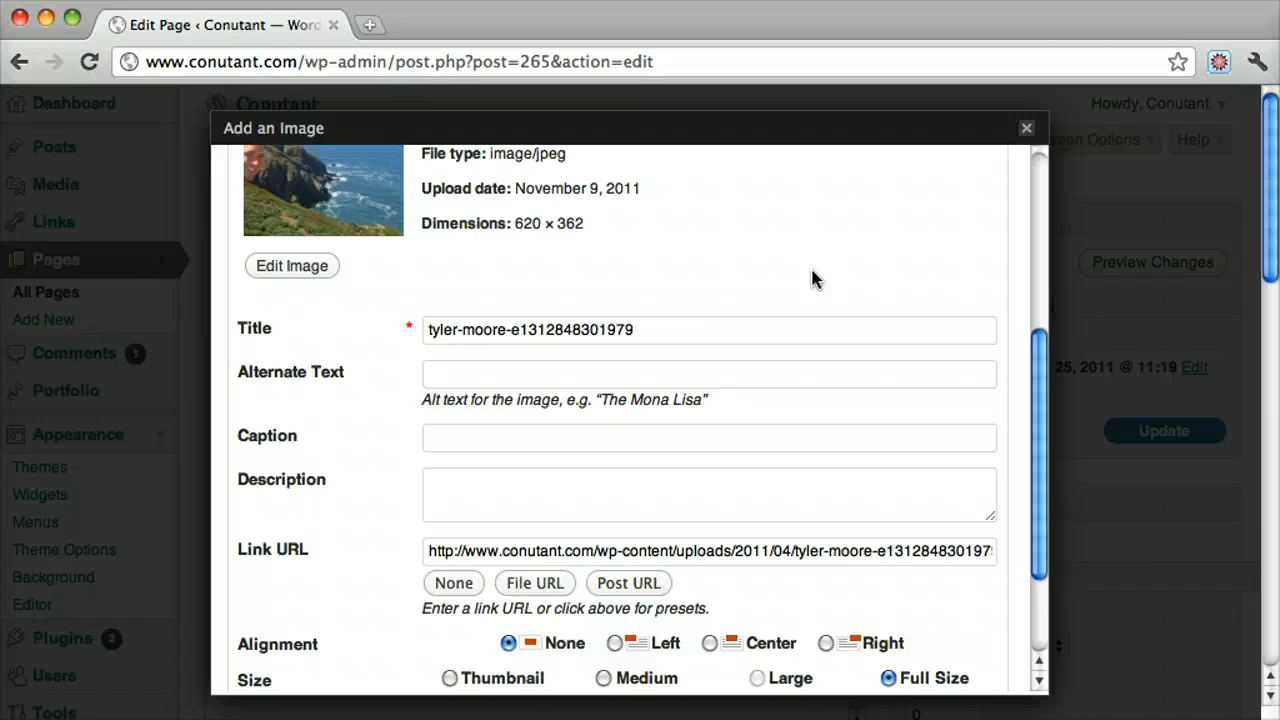 Edit Page ‹ Conutant — Word
www.conutant.com/wp-admin/post.php?post=265&action=edit
Dashboard
Conutant
Howdy, Conutant
Add an Image
een Options
Help
Posts
Media
Links
Pages
All Pages
Add New
Comments 1
Portfolio
Appearance
Themes
Widgets
Menus
Theme Options
Background
Editor
Plugins 2
Users
Tools
File type: image/jpeg
Upload date: November 9, 2011
Dimensions: 620 × 362
Edit Image
Title * tyler-moore-e1312848301979
Alternate Text
Alt text for the image, e.g. “The Mona Lisa”
Caption
Description
Link URL http://www.conutant.com/wp-content/uploads/2011/04/tyler-moore-e131284830197
None File URL Post URL
Enter a link URL or click above for presets.
Alignment None Left Center Right
Size Thumbnail Medium Large Full Size
Preview Changes
25, 2011 @ 11:19 Edit
Update
0